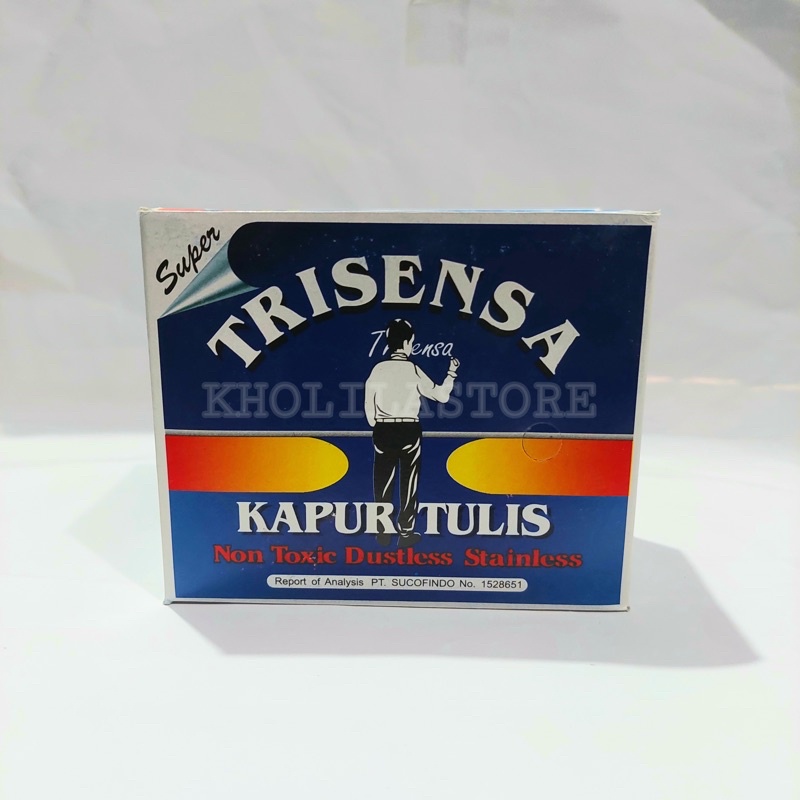 Super
TRISENSA
Trisensa
KHOLILASTORE
KAPUR TULIS
Non Toxic Dustless Stainless
Report of Analysis PT. SUCOFINDO No. 1528651